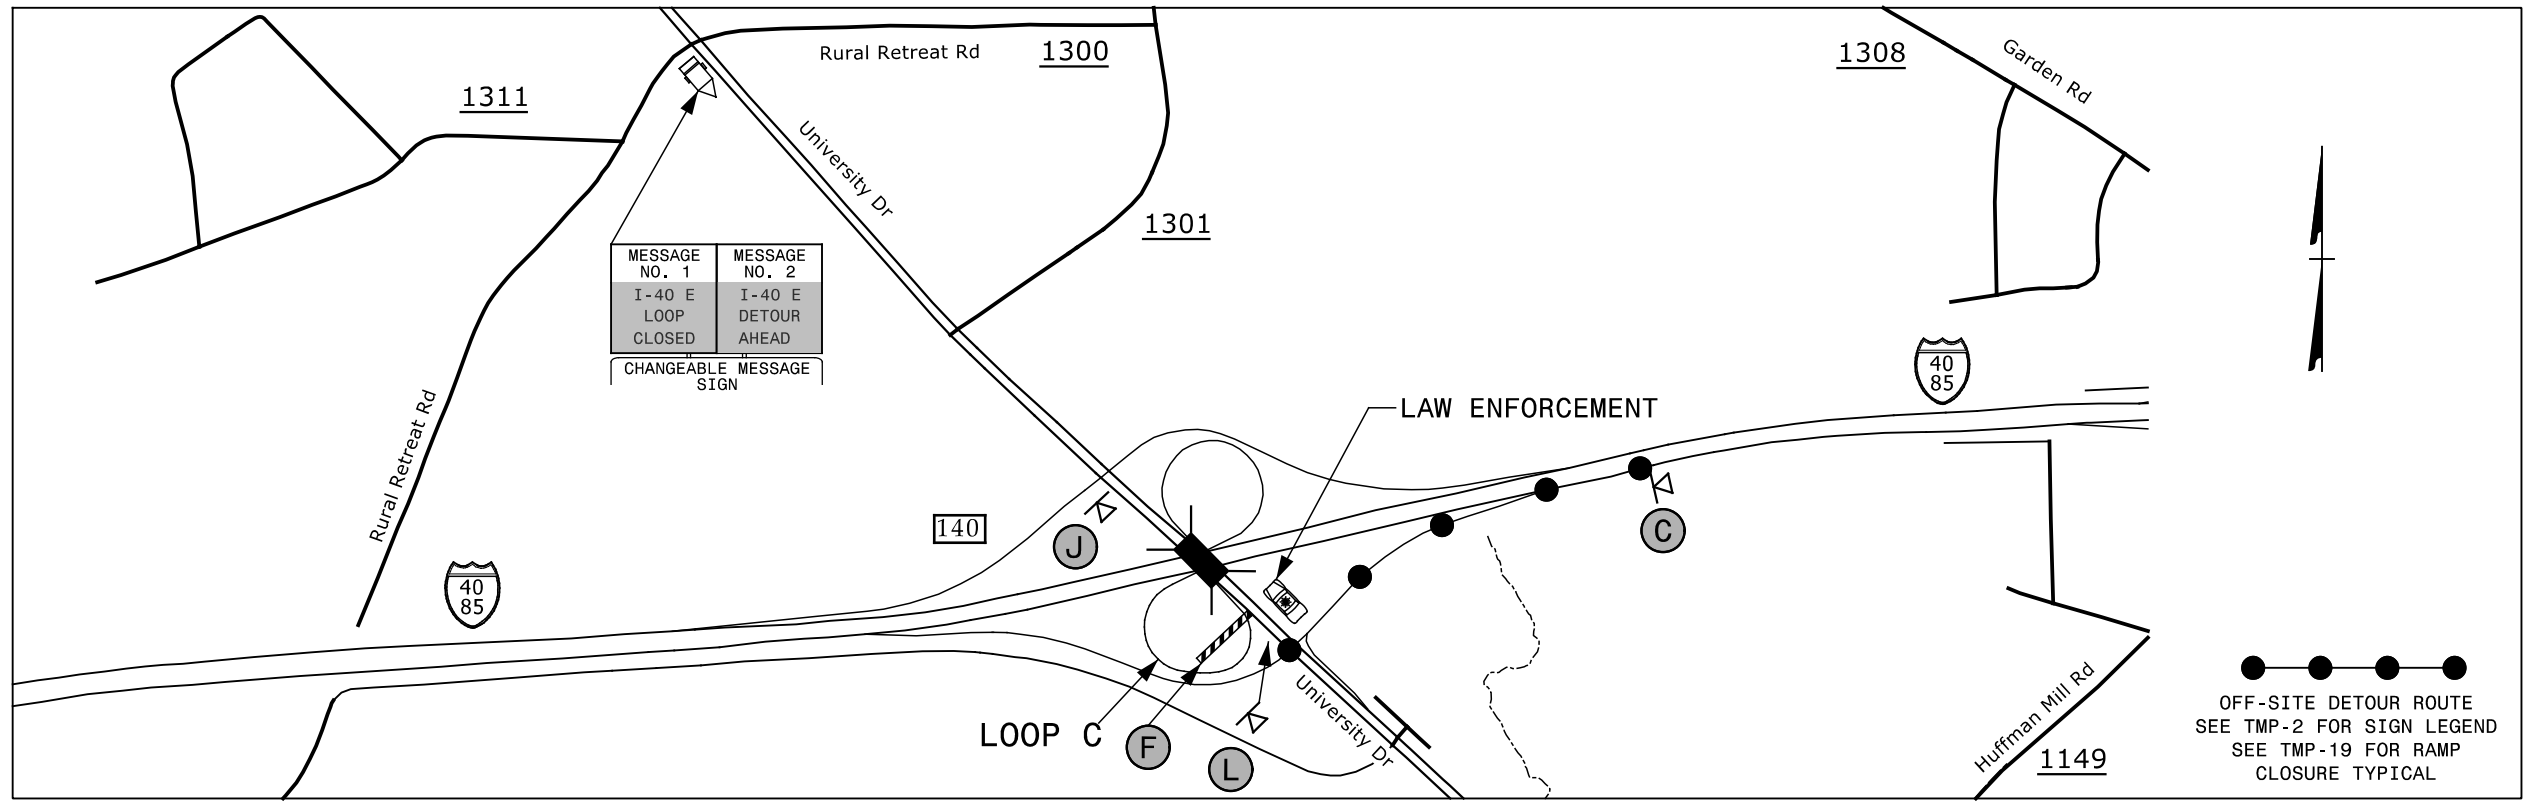 Rural Retreat Rd
1300
1308
Garden Rd
1311
University Dr
1301
MESSAGE NO. 1
I-40 E
LOOP
CLOSED
MESSAGE NO. 2
I-40 E
DETOUR
AHEAD
CHANGEABLE MESSAGE
SIGN
40
85
LAW ENFORCEMENT
Rural Retreat Rd
140
J
C
40
85
LOOP C
F
L
University Dr
Huffman Mill Rd
1149
OFF-SITE DETOUR ROUTE
SEE TMP-2 FOR SIGN LEGEND
SEE TMP-19 FOR RAMP
CLOSURE TYPICAL